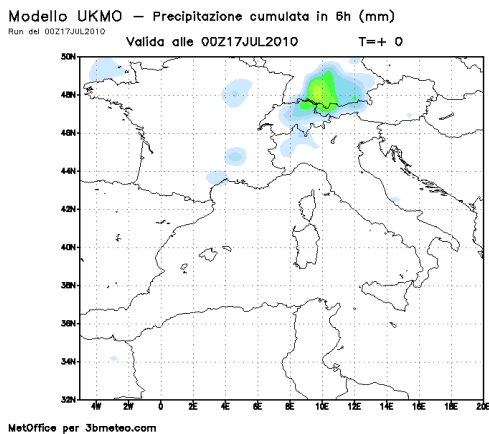 Modello UKMO – Precipitazione cumulata in 6h (mm)
Run del 00Z17JUL2010
Valida alle 00Z17JUL2010 T=+ 0
50N
48N
46N
44N
42N
40N
38N
36N
34N
32N
4W 2W 0 2E 4E 6E 8E 10E 12E 14E 16E 18E 20E
MetOffice per 3bmeteo.com